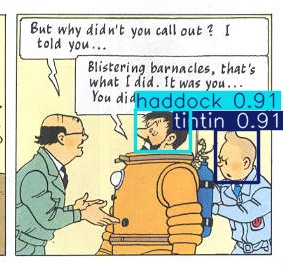 But why didn't you call out? I
told you...
Blistering barnacles, that's
what I did. It was you...
You did
haddock 0.91
tintin 0.91